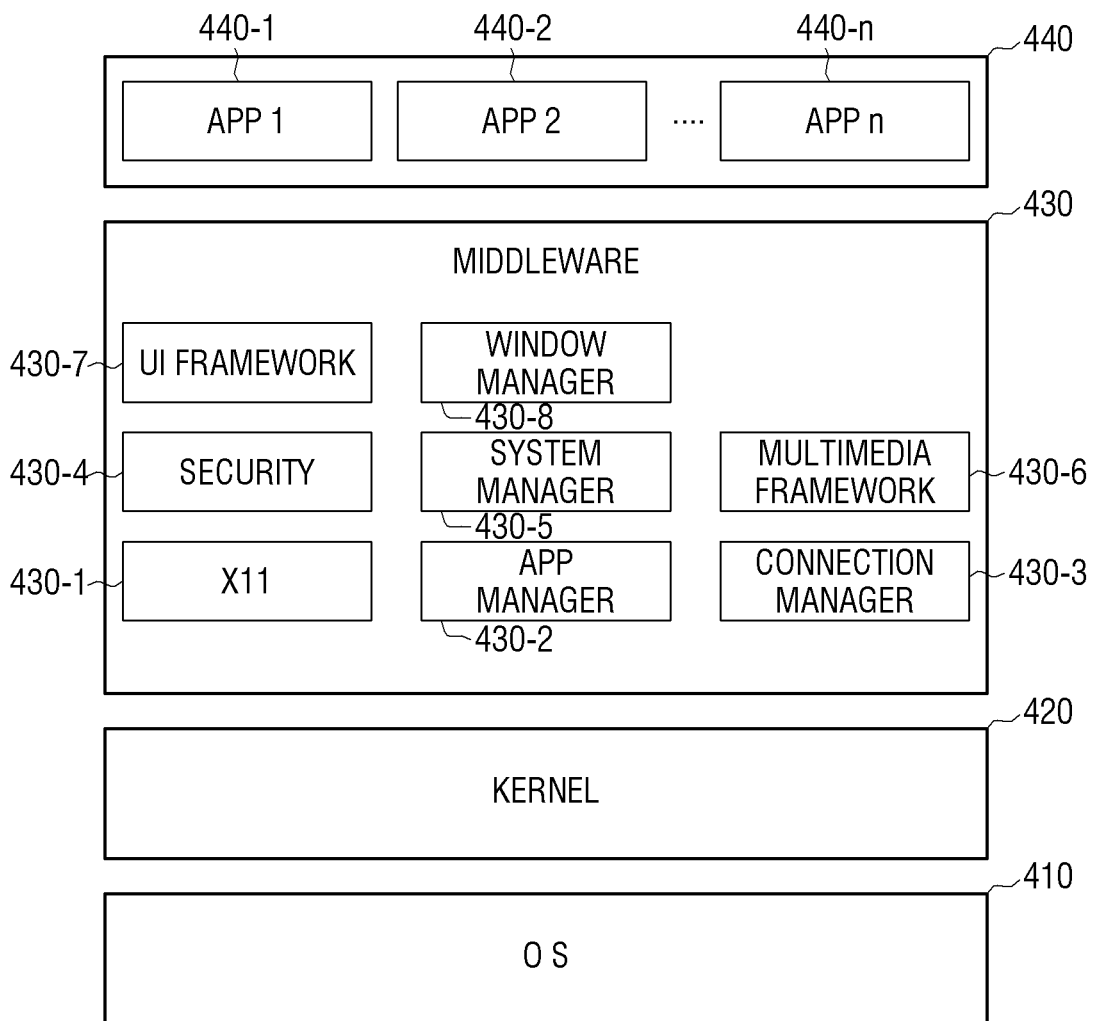 440-1 440-2 440-n 440
APP 1 APP 2 .... APP n
430
MIDDLEWARE
430-7 UI FRAMEWORK
WINDOW
MANAGER
430-8
430-4 SECURITY
SYSTEM
MANAGER
430-5
MULTIMEDIA
FRAMEWORK
430-6
430-1 X11
APP
MANAGER
430-2
CONNECTION
MANAGER
430-3
420
KERNEL
410
O S